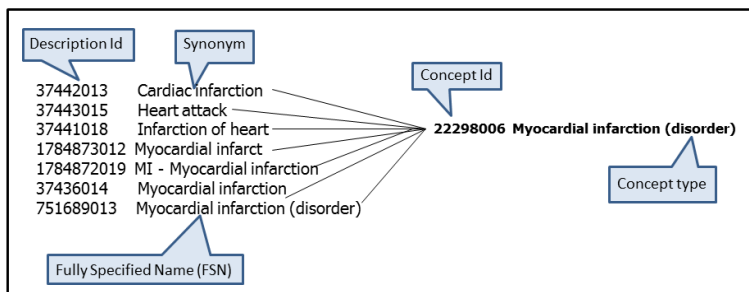 Description Id
Synonym
Concept Id
37442013 Cardiac infarction
37443015 Heart attack
37441018 Infarction of heart
1784873012 Myocardial infarct
1784872019 MI - Myocardial infarction
37436014 Myocardial infarction
751689013 Myocardial infarction (disorder)
22298006 Myocardial infarction (disorder)
Concept type
Fully Specified Name (FSN)